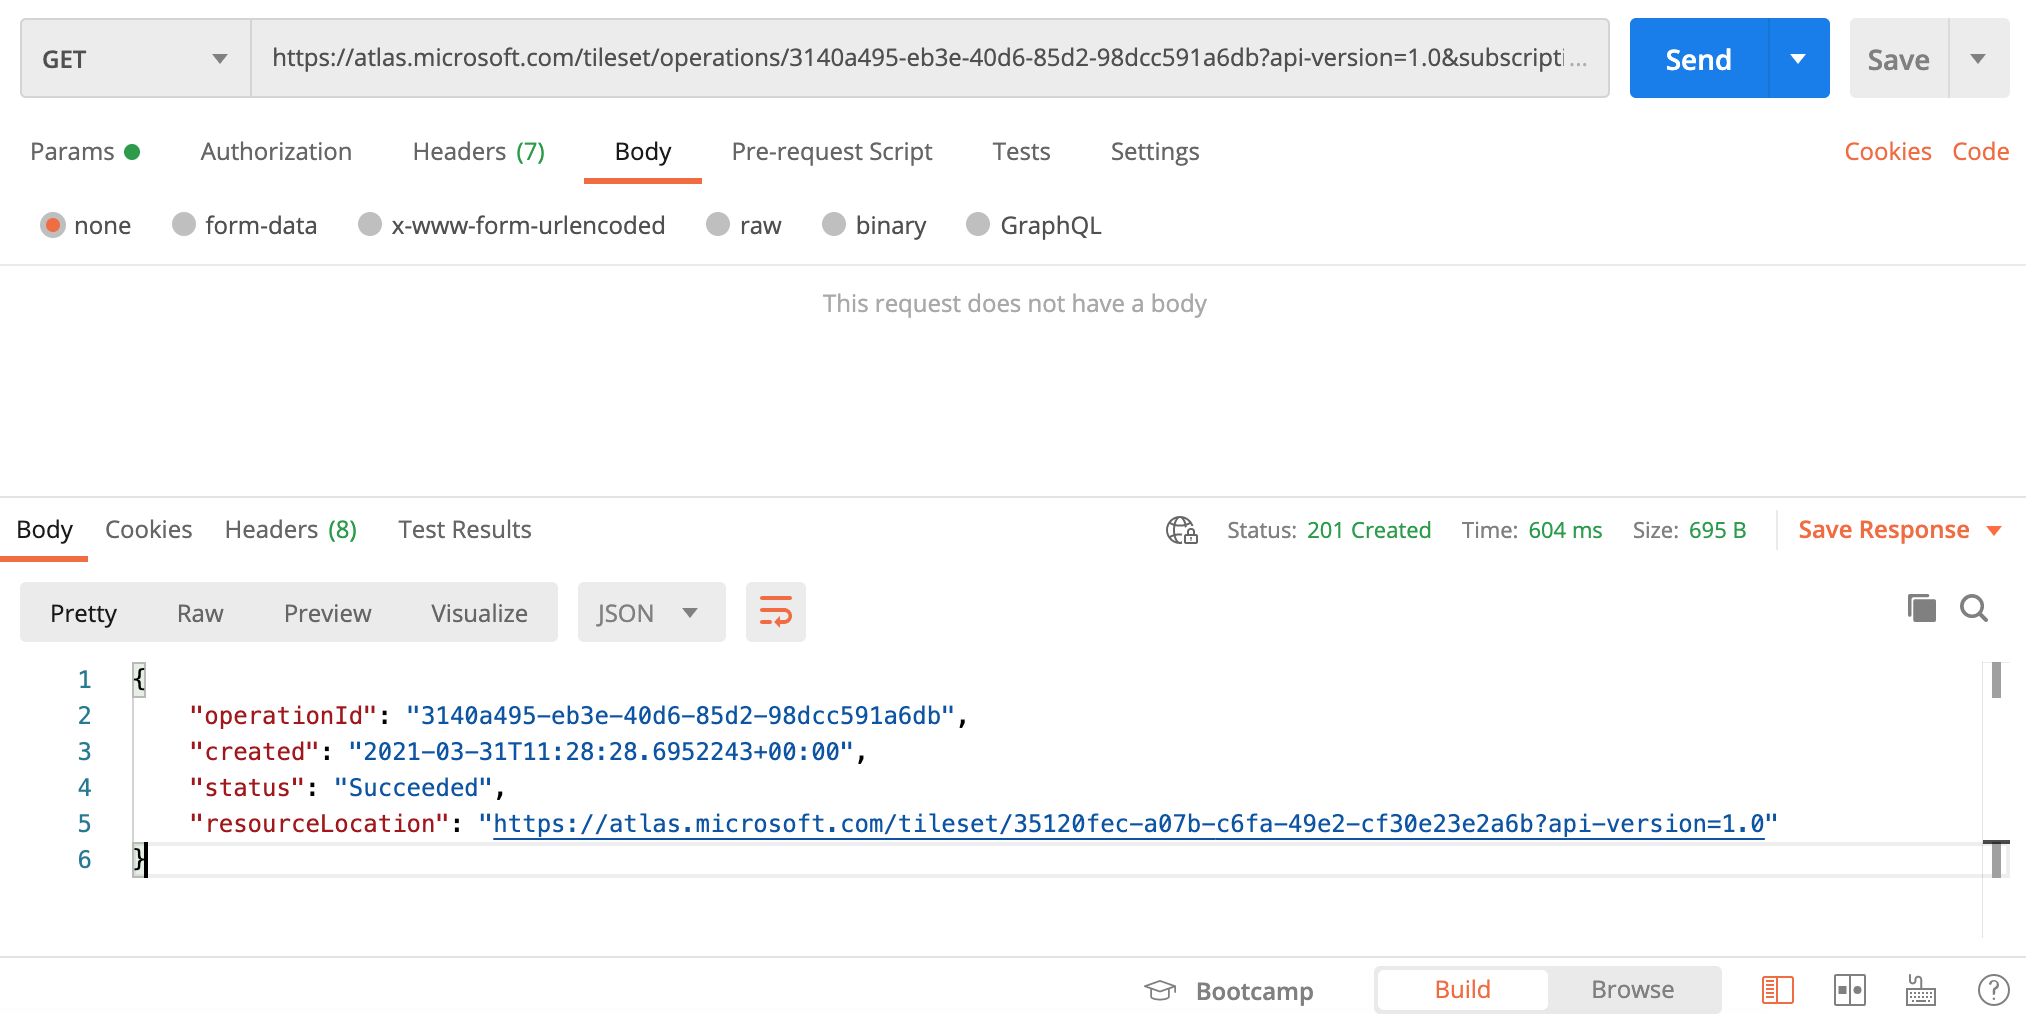 GET https://atlas.microsoft.com/tileset/operations/3140a495-eb3e-40d6-85d2-98dcc591a6db?api-version=1.0&subscripti... Send Save
Params Authorization Headers (7) Body Pre-request Script Tests Settings Cookies Code
none form-data x-www-form-urlencoded raw binary GraphQL
This request does not have a body
Body Cookies Headers (8) Test Results Status: 201 Created Time: 604 ms Size: 695 B Save Response
Pretty Raw Preview Visualize JSON
1 {
2 "operationId": "3140a495-eb3e-40d6-85d2-98dcc591a6db",
3 "created": "2021-03-31T11:28:28.6952243+00:00",
4 "status": "Succeeded",
5 "resourceLocation": "https://atlas.microsoft.com/tileset/35120fec-a07b-c6fa-49e2-cf30e23e2a6b?api-version=1.0"
6 }
Bootcamp Build Browse ?